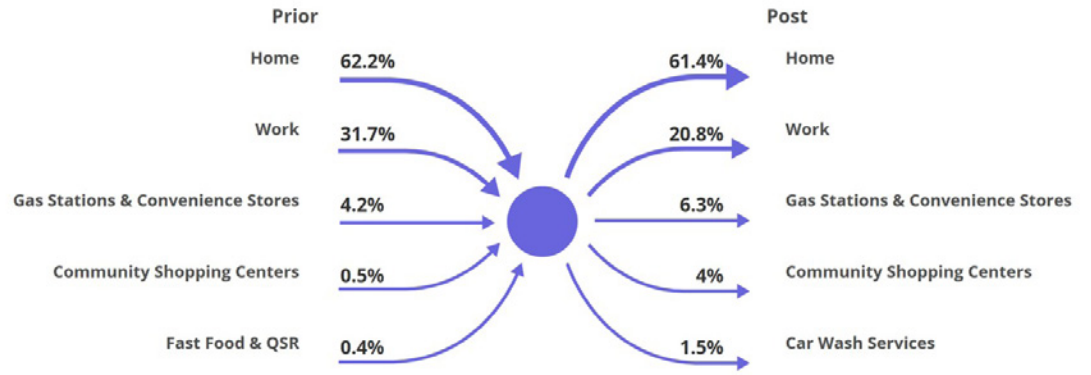 Prior
Post
Home
62.2%
61.4%
Home
Work
31.7%
20.8%
Work
Gas Stations & Convenience Stores
4.2%
6.3%
Gas Stations & Convenience Stores
Community Shopping Centers
0.5%
4%
Community Shopping Centers
Fast Food & QSR
0.4%
1.5%
Car Wash Services